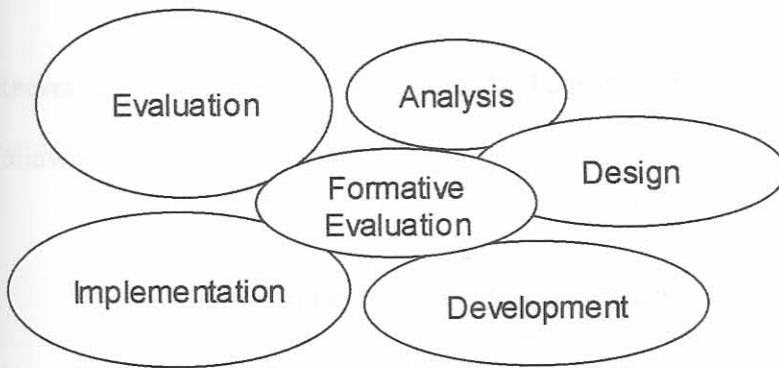 Evaluation
Analysis
Design
Formative
Evaluation
Implementation
Development